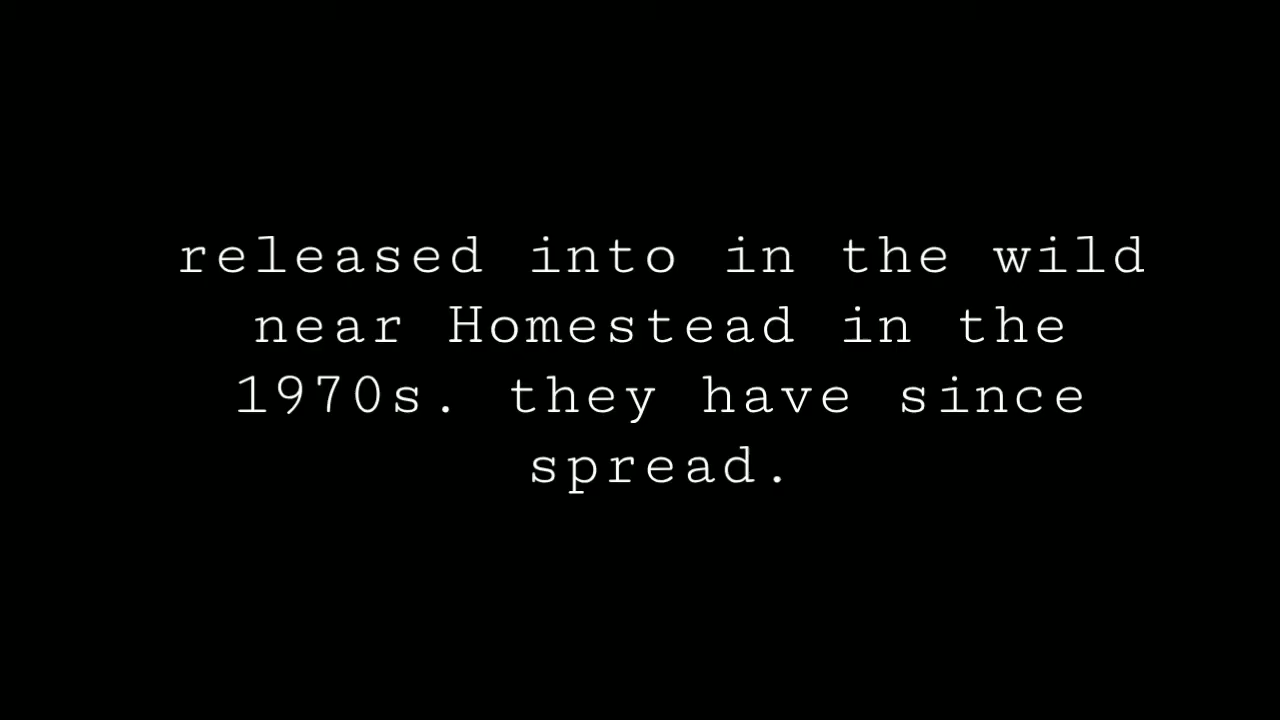 released into in the wild
near Homestead in the
1970s. they have since
spread.